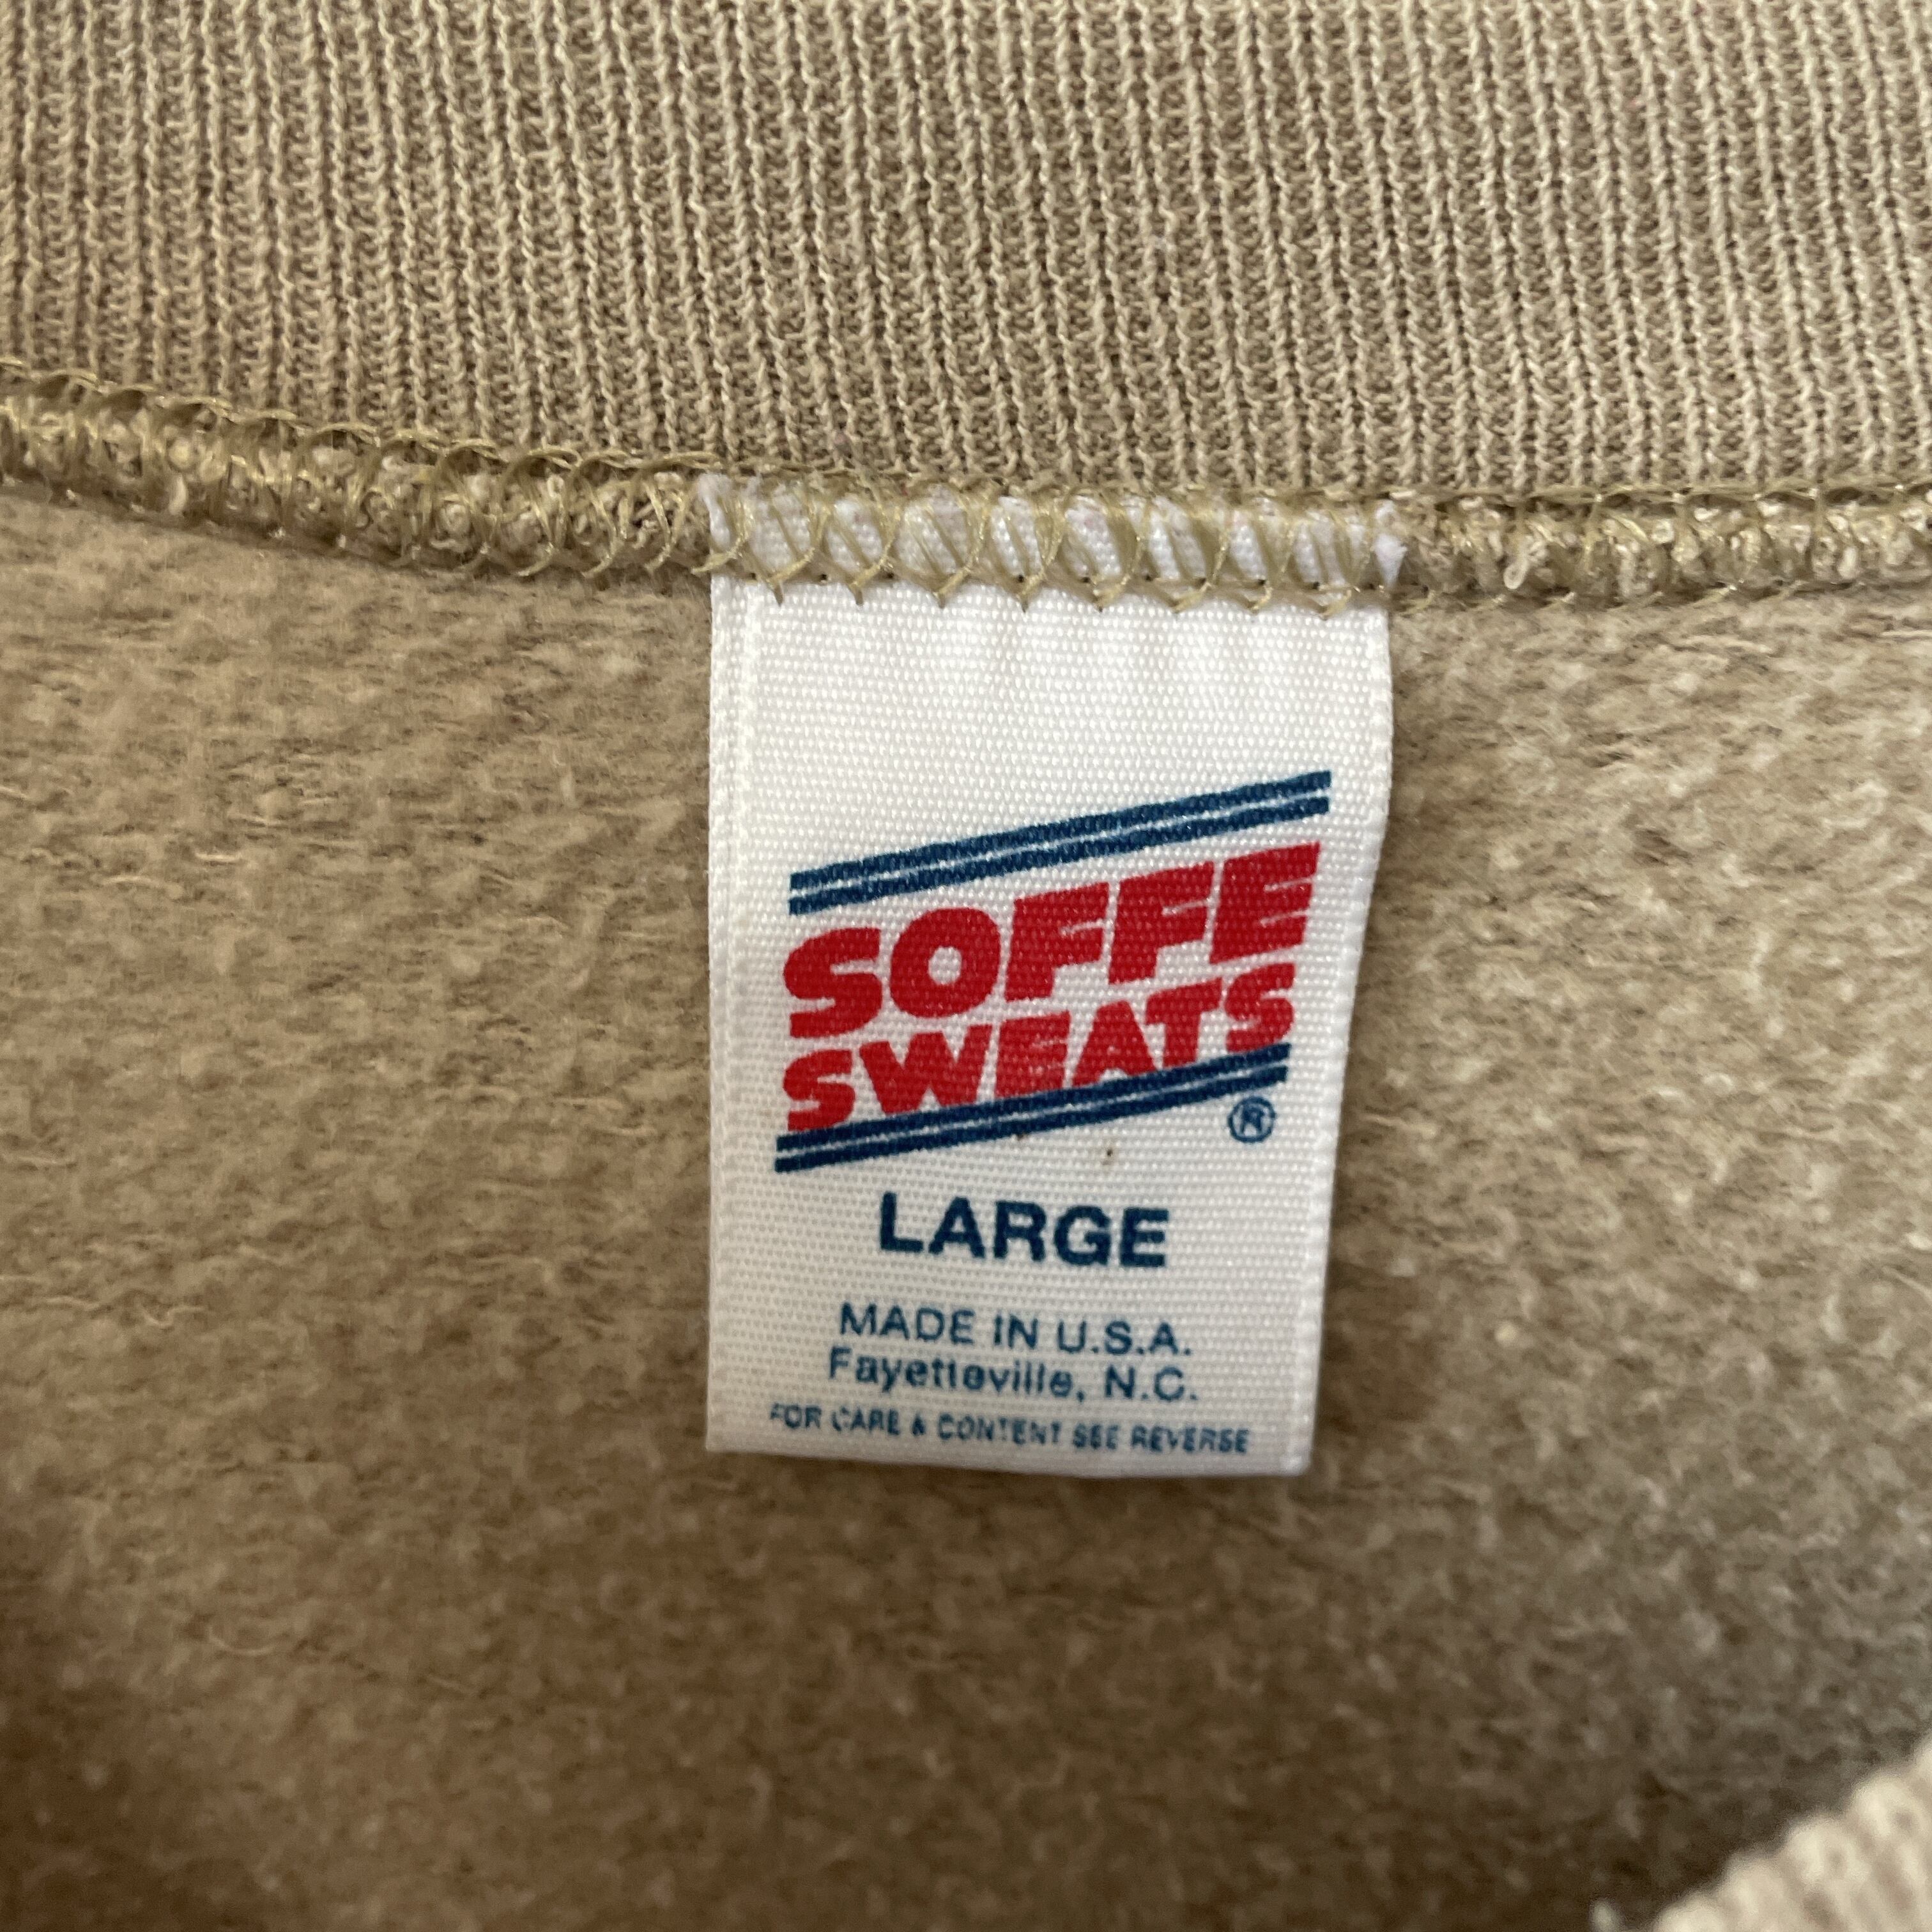 SOFFE
SWEATS
®
LARGE
MADE IN U.S.A.
Fayetteville, N.C.
FOR CARE & CONTENT SEE REVERSE